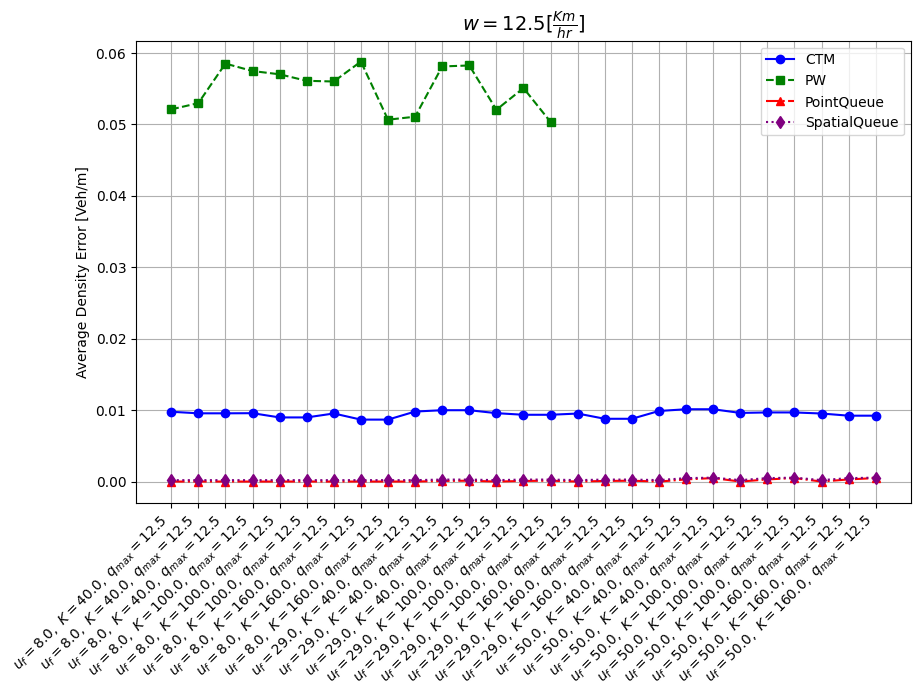 w = 12.5[Km/hr]
CTM
PW
PointQueue
SpatialQueue
Average Density Error [Veh/m]
0.06
0.05
0.04
0.03
0.02
0.01
0.00
u_f = 8.0, K = 40.0, q_max = 12.5
u_f = 8.0, K = 40.0, q_max = 12.5
u_f = 8.0, K = 40.0, q_max = 12.5
u_f = 8.0, K = 100.0, q_max = 12.5
u_f = 8.0, K = 100.0, q_max = 12.5
u_f = 8.0, K = 100.0, q_max = 12.5
u_f = 8.0, K = 160.0, q_max = 12.5
u_f = 8.0, K = 160.0, q_max = 12.5
u_f = 8.0, K = 160.0, q_max = 12.5
u_f = 29.0, K = 40.0, q_max = 12.5
u_f = 29.0, K = 40.0, q_max = 12.5
u_f = 29.0, K = 40.0, q_max = 12.5
u_f = 29.0, K = 100.0, q_max = 12.5
u_f = 29.0, K = 100.0, q_max = 12.5
u_f = 29.0, K = 100.0, q_max = 12.5
u_f = 29.0, K = 160.0, q_max = 12.5
u_f = 29.0, K = 160.0, q_max = 12.5
u_f = 29.0, K = 160.0, q_max = 12.5
u_f = 50.0, K = 40.0, q_max = 12.5
u_f = 50.0, K = 40.0, q_max = 12.5
u_f = 50.0, K = 40.0, q_max = 12.5
u_f = 50.0, K = 100.0, q_max = 12.5
u_f = 50.0, K = 100.0, q_max = 12.5
u_f = 50.0, K = 100.0, q_max = 12.5
u_f = 50.0, K = 160.0, q_max = 12.5
u_f = 50.0, K = 160.0, q_max = 12.5
u_f = 50.0, K = 160.0, q_max = 12.5